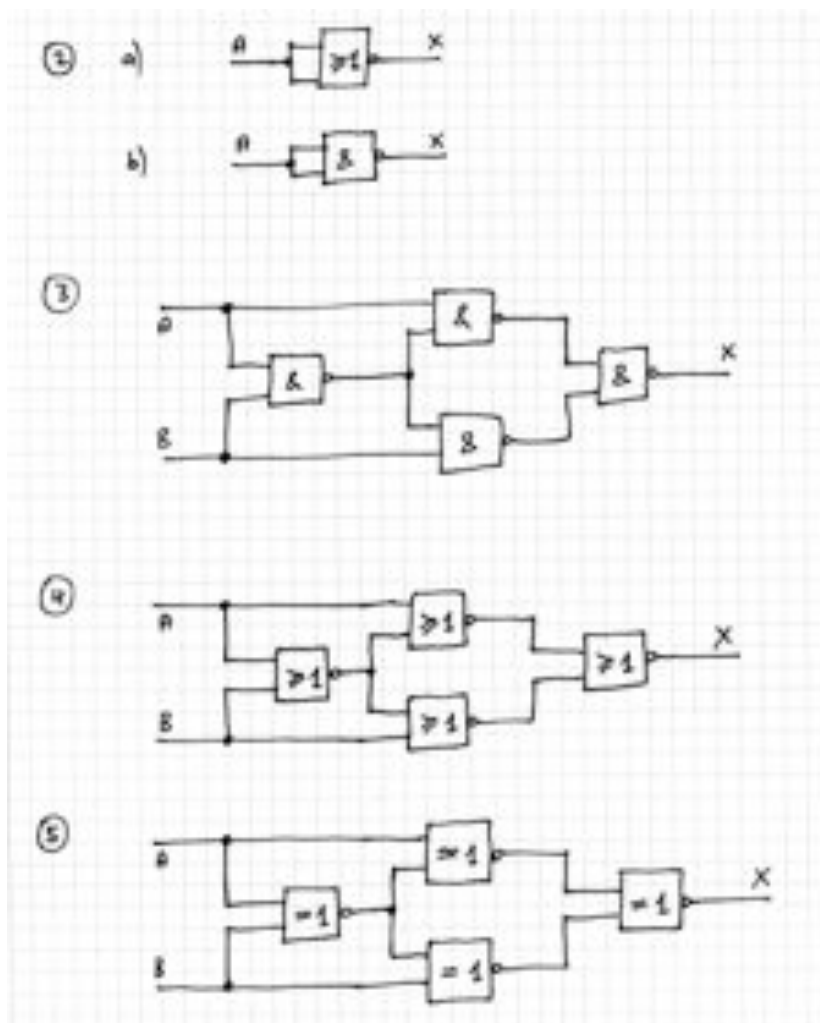 ② a) A ≥1 X
b) A & X
③
A & &
& X
B &
④
A ≥1
≥1 ≥1 X
B ≥1
⑤
A =1
=1 =1 X
B =1